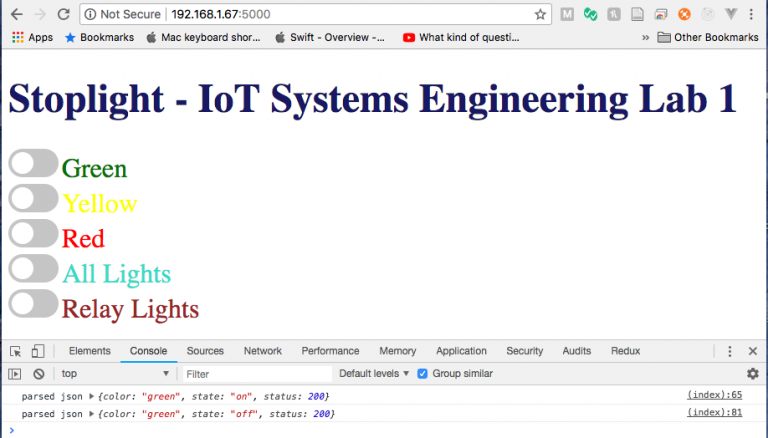 Not Secure | 192.168.1.67:5000
Apps Bookmarks Mac keyboard shor... Swift - Overview -... What kind of questi... » Other Bookmarks
Stoplight - IoT Systems Engineering Lab 1
Green
Yellow
Red
All Lights
Relay Lights
Elements Console Sources Network Performance Memory Application Security Audits Redux
top Filter Default levels Group similar
parsed json {color: "green", state: "on", status: 200} (index):65
parsed json {color: "green", state: "off", status: 200} (index):81